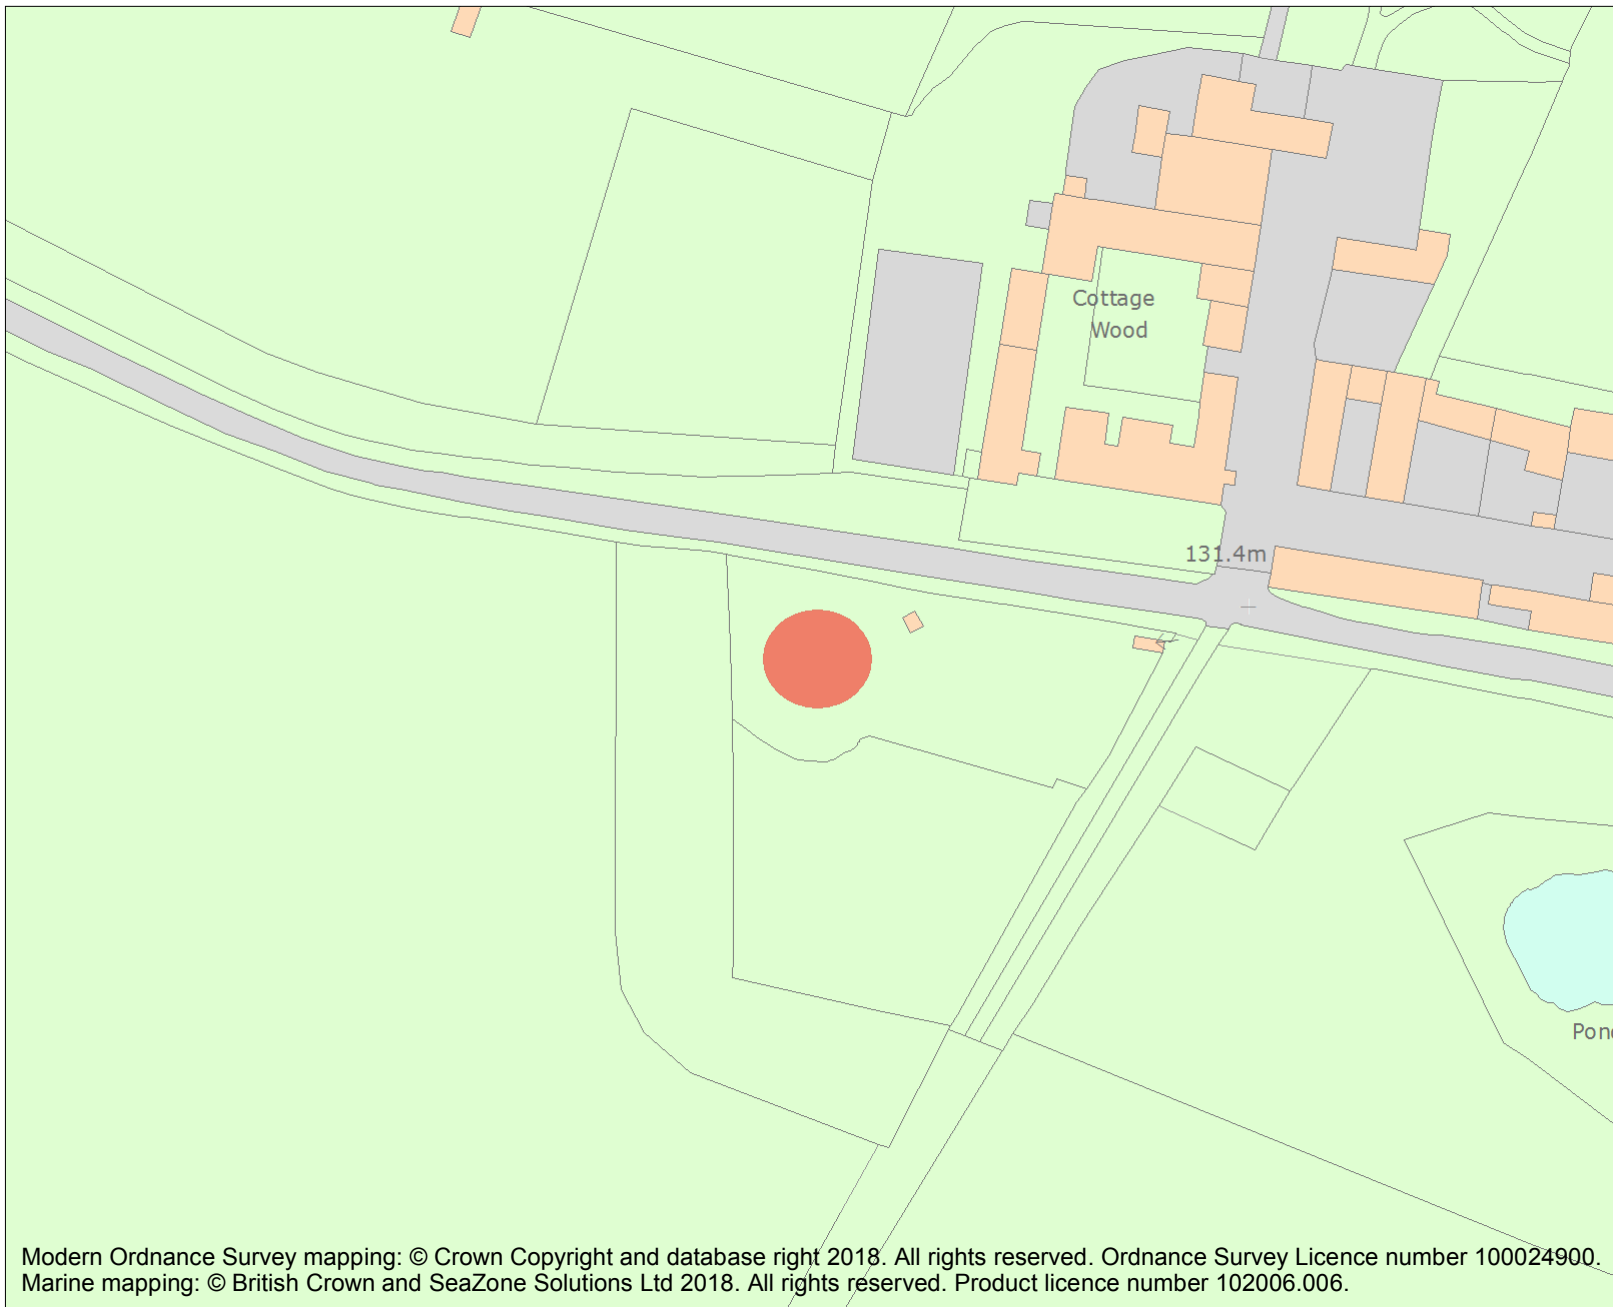 Cottage
Wood
131.4m
Modern Ordnance Survey mapping: © Crown Copyright and database right 2018. All rights reserved. Ordnance Survey Licence number 100024900.
Marine mapping: © British Crown and SeaZone Solutions Ltd 2018. All rights reserved. Product licence number 102006.006.